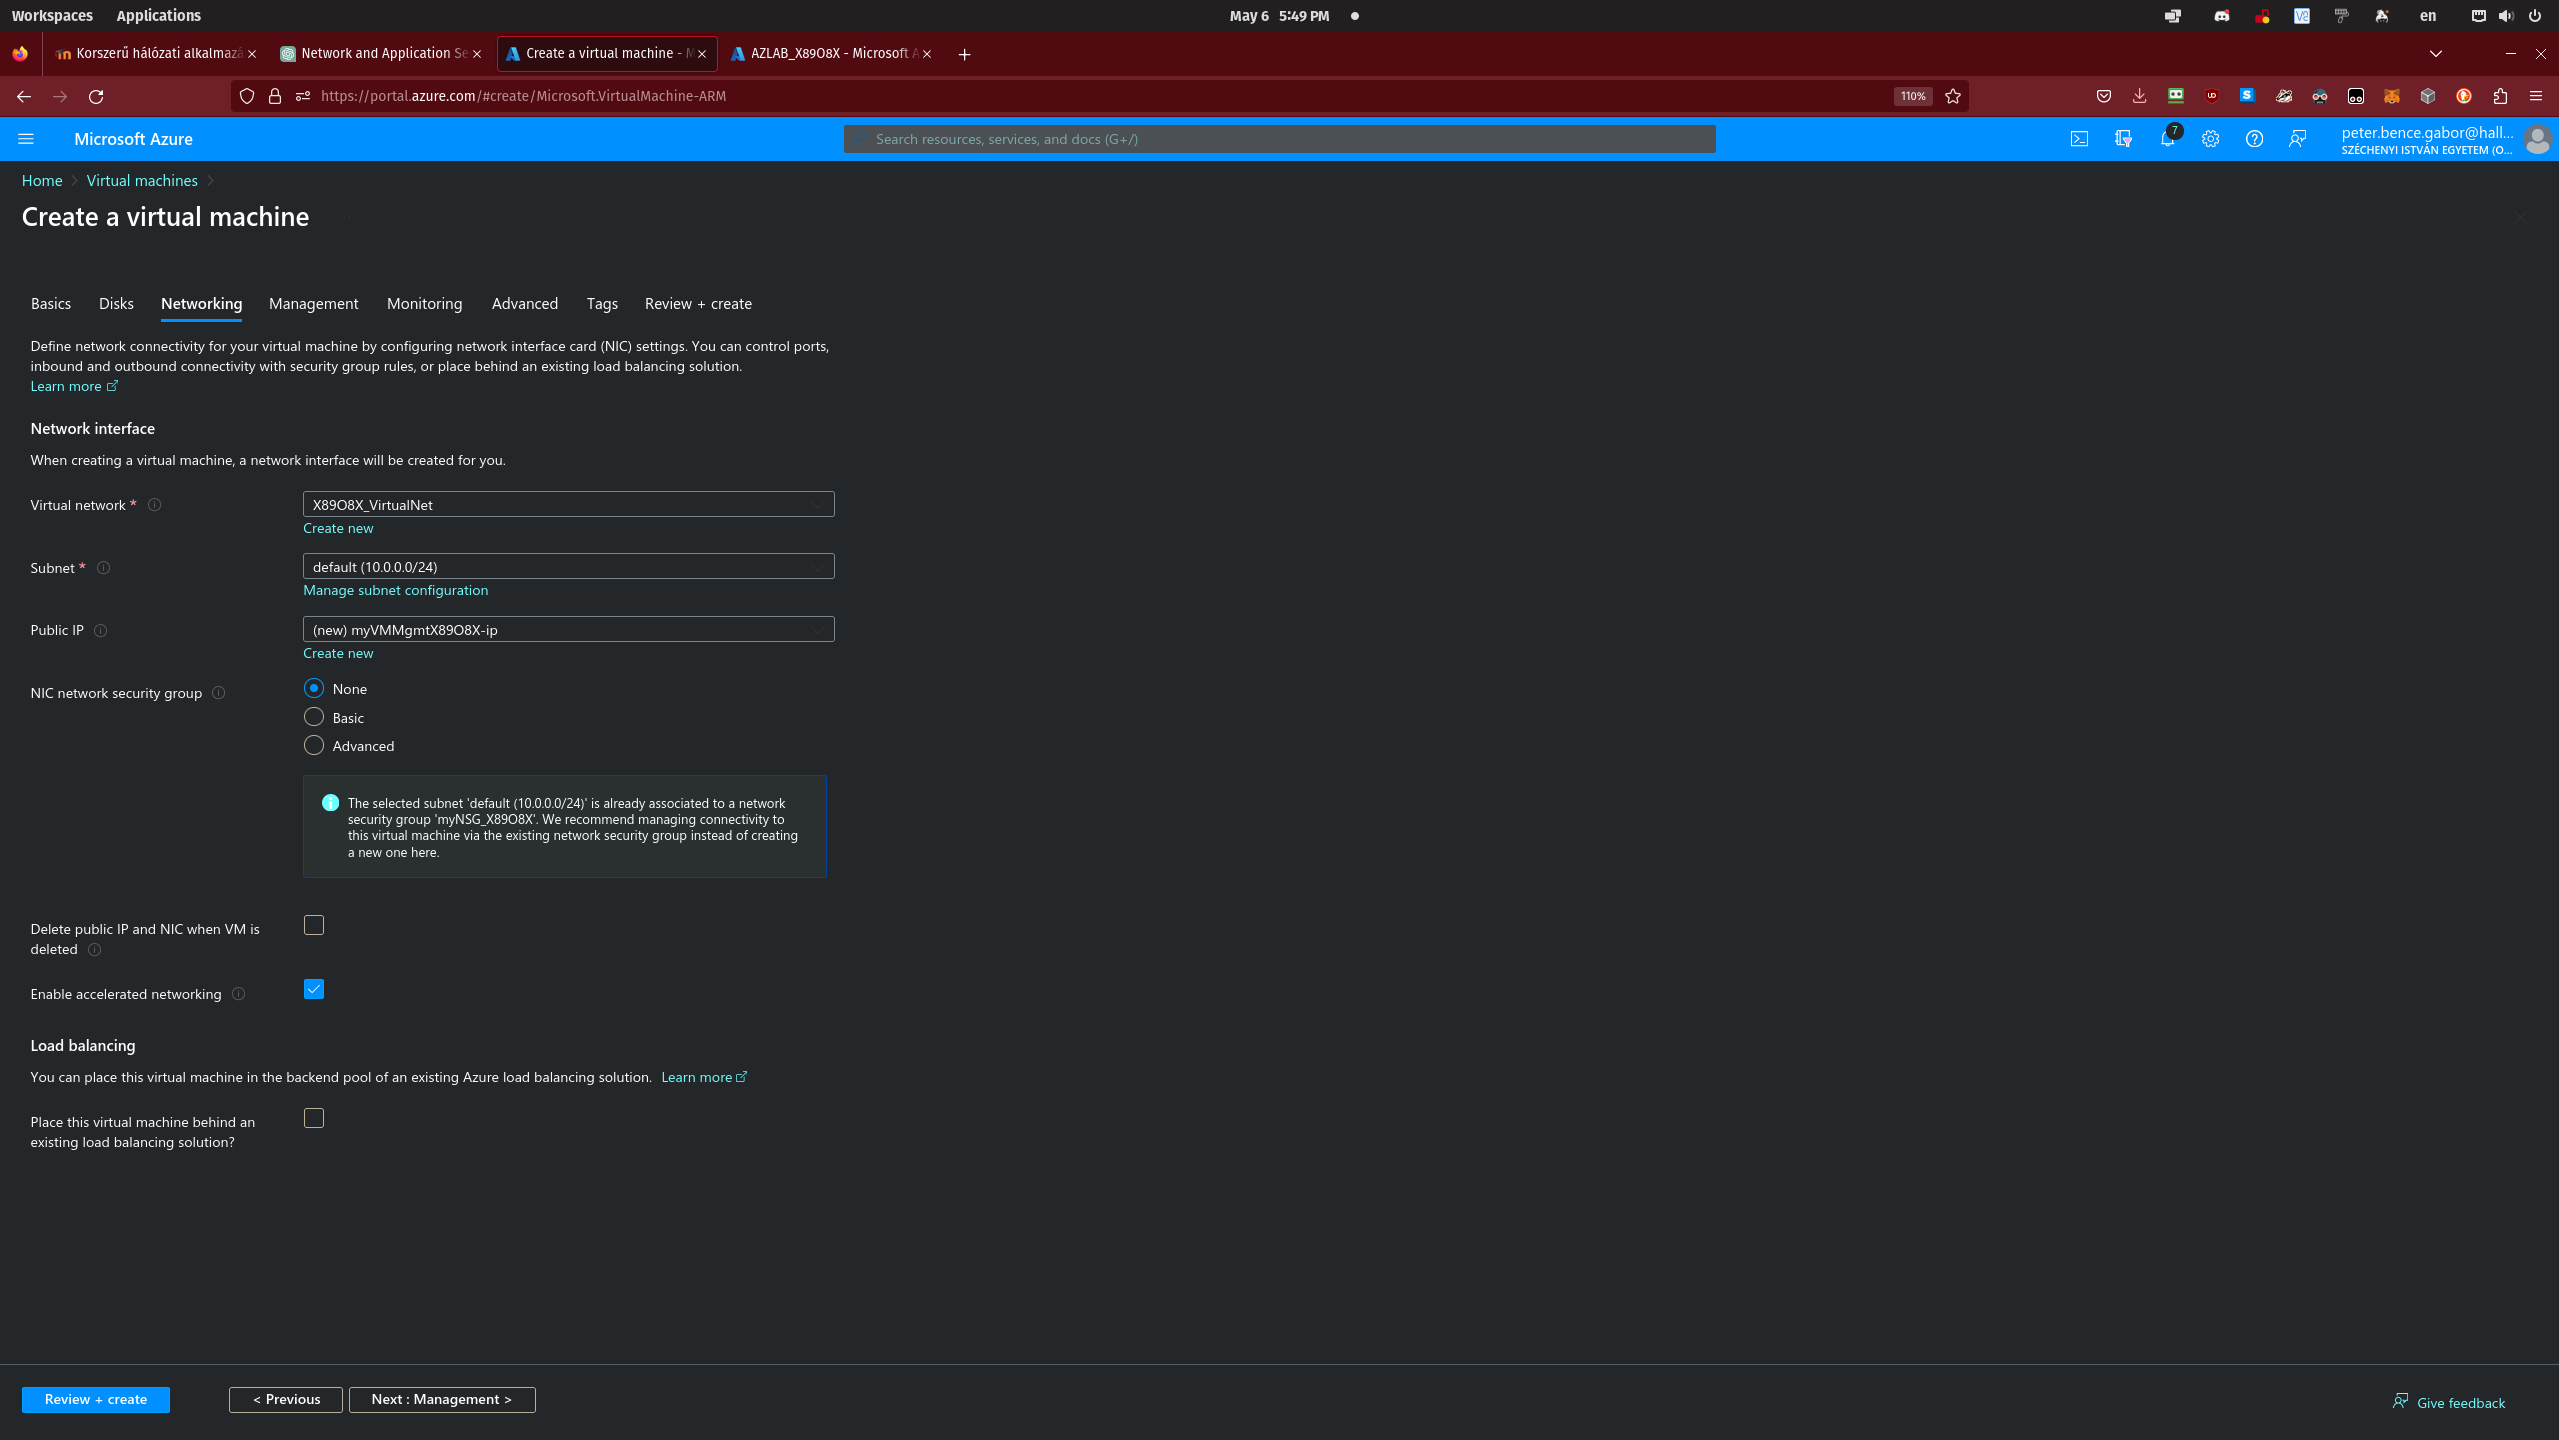 Workspaces Applications May 6 5:49 PM en
Korszerű hálózati alkalmazá Network and Application Se Create a virtual machine - M AZLAB_X89O8X - Microsoft A
https://portal.azure.com/#create/Microsoft.VirtualMachine-ARM 110%
Microsoft Azure Search resources, services, and docs (G+/) 7 peter.bence.gabor@hall...
SZÉCHENYI ISTVÁN EGYETEM (O...
Home Virtual machines
Create a virtual machine
Basics Disks Networking Management Monitoring Advanced Tags Review + create
Define network connectivity for your virtual machine by configuring network interface card (NIC) settings. You can control ports,
inbound and outbound connectivity with security group rules, or place behind an existing load balancing solution.
Learn more
Network interface
When creating a virtual machine, a network interface will be created for you.
Virtual network * X89O8X_VirtualNet
Create new
Subnet * default (10.0.0.0/24)
Manage subnet configuration
Public IP (new) myVMMgmtX89O8X-ip
Create new
NIC network security group None
Basic
Advanced
The selected subnet 'default (10.0.0.0/24)' is already associated to a network
security group 'myNSG_X89O8X'. We recommend managing connectivity to
this virtual machine via the existing network security group instead of creating
a new one here.
Delete public IP and NIC when VM is
deleted
Enable accelerated networking
Load balancing
You can place this virtual machine in the backend pool of an existing Azure load balancing solution. Learn more
Place this virtual machine behind an
existing load balancing solution?
Review + create < Previous Next : Management > Give feedback